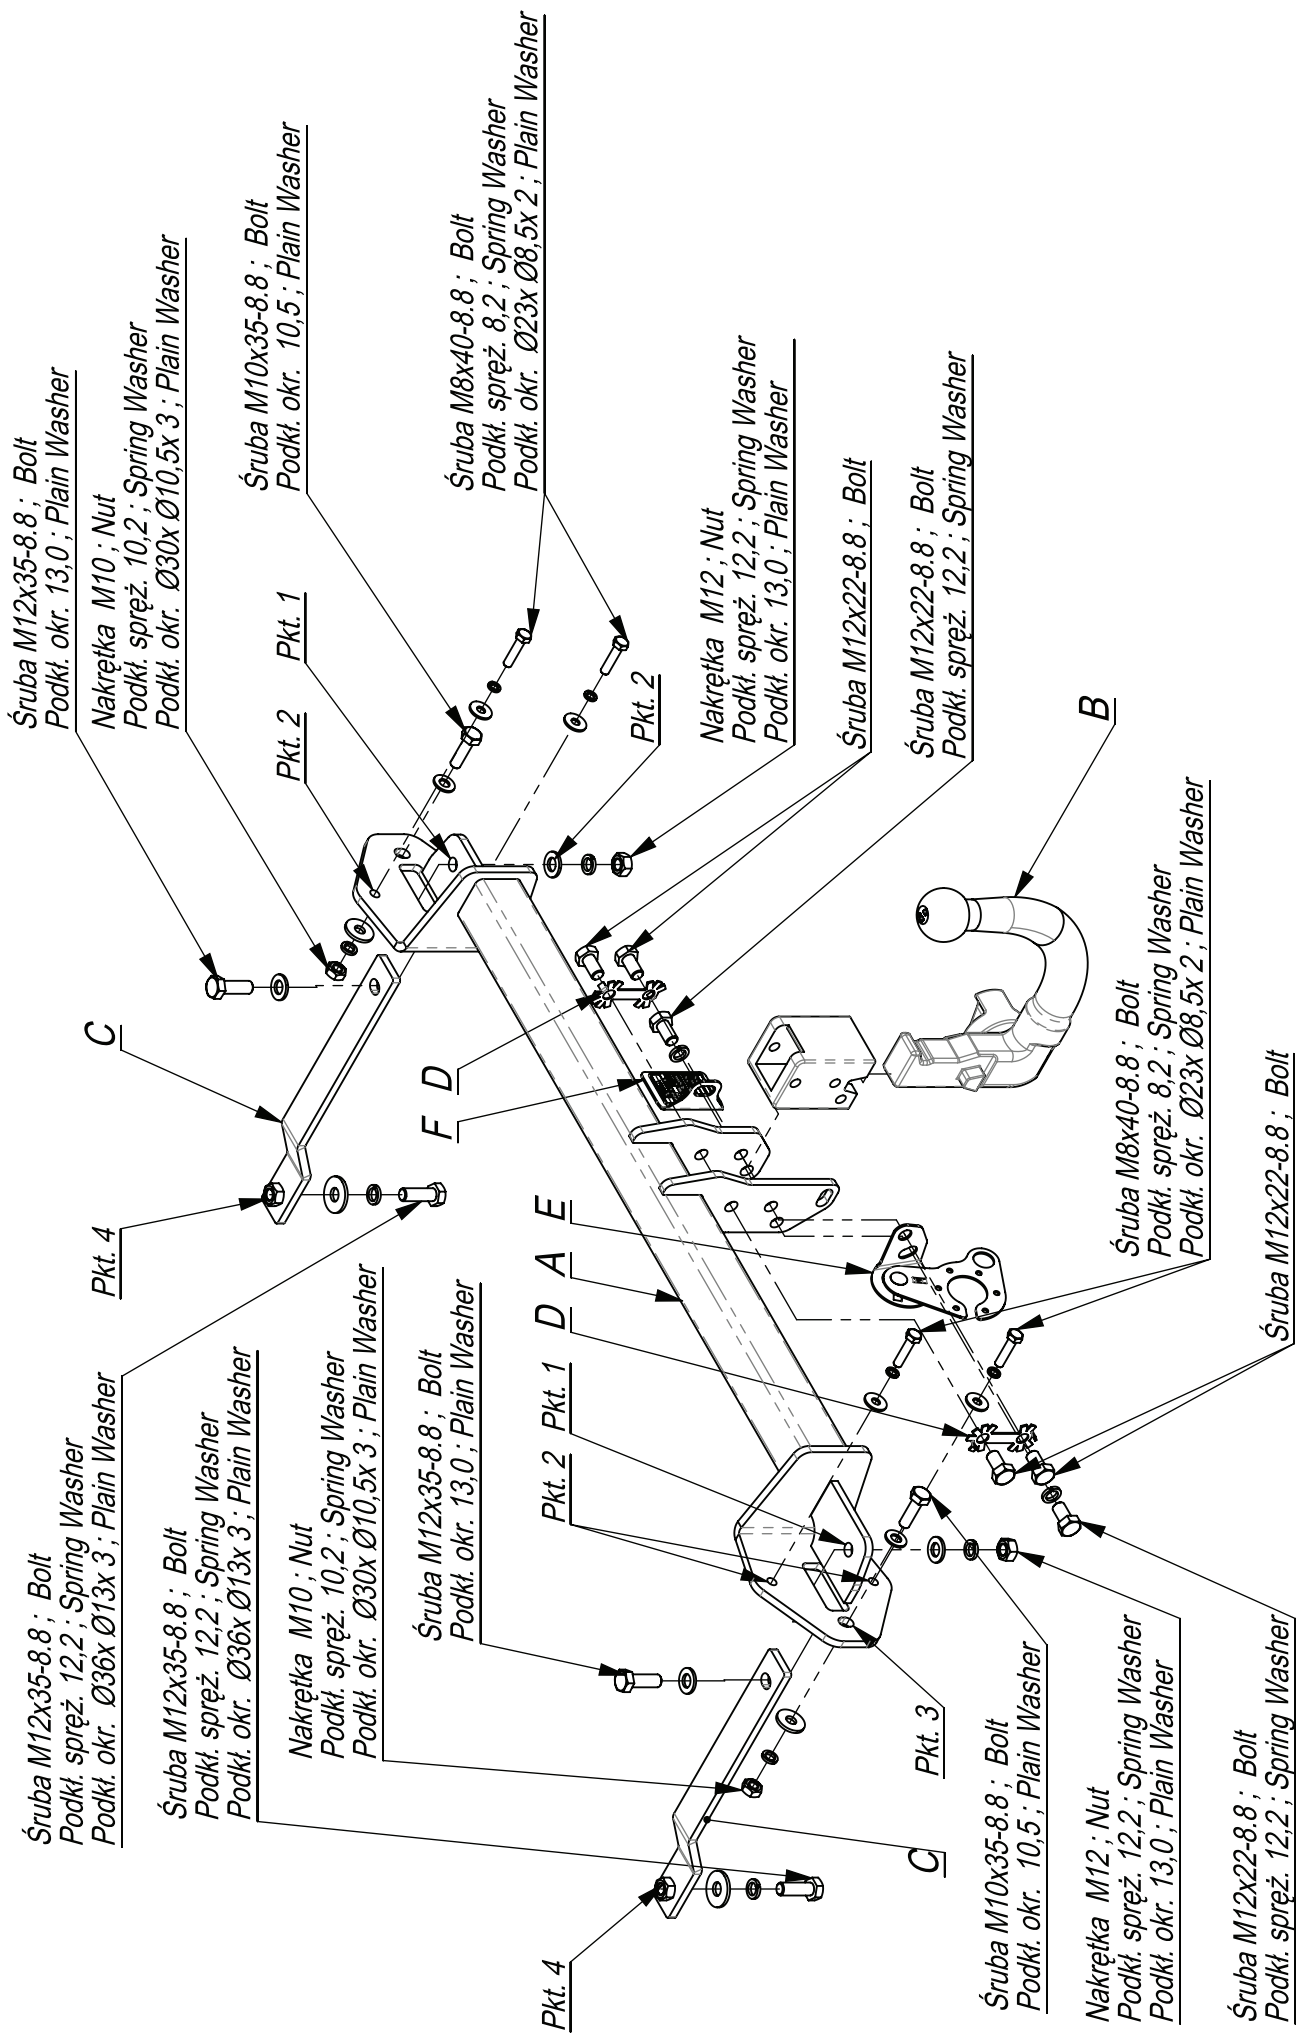 Śruba M12x35-8.8 ; Bolt
Podkł. spręż. 12,2 ; Spring Washer
Podkł. okr. Ø36x Ø13x 3 ; Plain Washer
Śruba M12x35-8.8 ; Bolt
Podkł. spręż. 12,2 ; Spring Washer
Podkł. okr. Ø36x Ø13x 3 ; Plain Washer
Nakrętka M10 ; Nut
Podkł. spręż. 10,2 ; Spring Washer
Podkł. okr. Ø30x Ø10,5x 3 ; Plain Washer
Śruba M12x35-8.8 ; Bolt
Podkł. okr. 13,0 ; Plain Washer
Pkt. 4
C
Śruba M12x35-8.8 ; Bolt
Podkł. okr. 13,0 ; Plain Washer
Nakrętka M10 ; Nut
Podkł. spręż. 10,2 ; Spring Washer
Podkł. okr. Ø30x Ø10,5x 3 ; Plain Washer
Pkt. 2
Pkt. 1
Śruba M10x35-8.8 ; Bolt
Podkł. okr. 10,5 ; Plain Washer
Śruba M8x40-8.8 ; Bolt
Podkł. spręż. 8,2 ; Spring Washer
Podkł. okr. Ø23x Ø8,5x 2 ; Plain Washer
Pkt. 4
Pkt. 2
Pkt. 1
D
A
E
F
D
Pkt. 2
Nakrętka M12 ; Nut
Podkł. spręż. 12,2 ; Spring Washer
Podkł. okr. 13,0 ; Plain Washer
Śruba M12x22-8.8 ; Bolt
Śruba M12x22-8.8 ; Bolt
Podkł. spręż. 12,2 ; Spring Washer
C
Pkt. 3
B
Śruba M10x35-8.8 ; Bolt
Podkł. okr. 10,5 ; Plain Washer
Nakrętka M12 ; Nut
Podkł. spręż. 12,2 ; Spring Washer
Podkł. okr. 13,0 ; Plain Washer
Śruba M12x22-8.8 ; Bolt
Podkł. spręż. 12,2 ; Spring Washer
Śruba M8x40-8.8 ; Bolt
Podkł. spręż. 8,2 ; Spring Washer
Podkł. okr. Ø23x Ø8,5x 2 ; Plain Washer
Śruba M12x22-8.8 ; Bolt